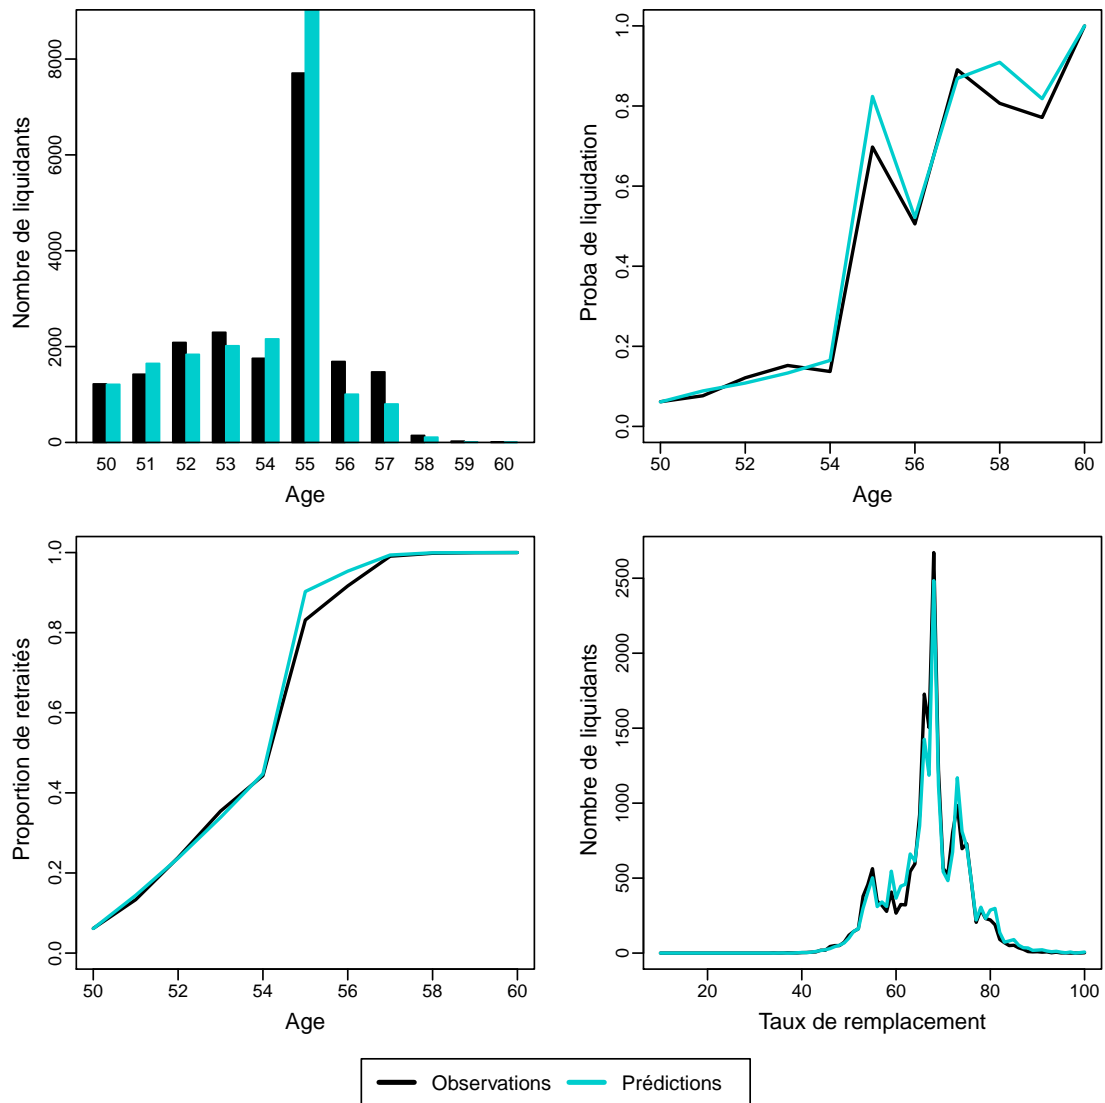 Nombre de liquidants
0 2000 4000 6000 8000
50 51 52 53 54 55 56 57 58 59 60
Age
Proba de liquidation
0.0 0.2 0.4 0.6 0.8 1.0
50 52 54 56 58 60
Age
Proportion de retraités
0.0 0.2 0.4 0.6 0.8 1.0
50 52 54 56 58 60
Age
Nombre de liquidants
0 500 1000 1500 2000 2500
20 40 60 80 100
Taux de remplacement
Observations Prédictions